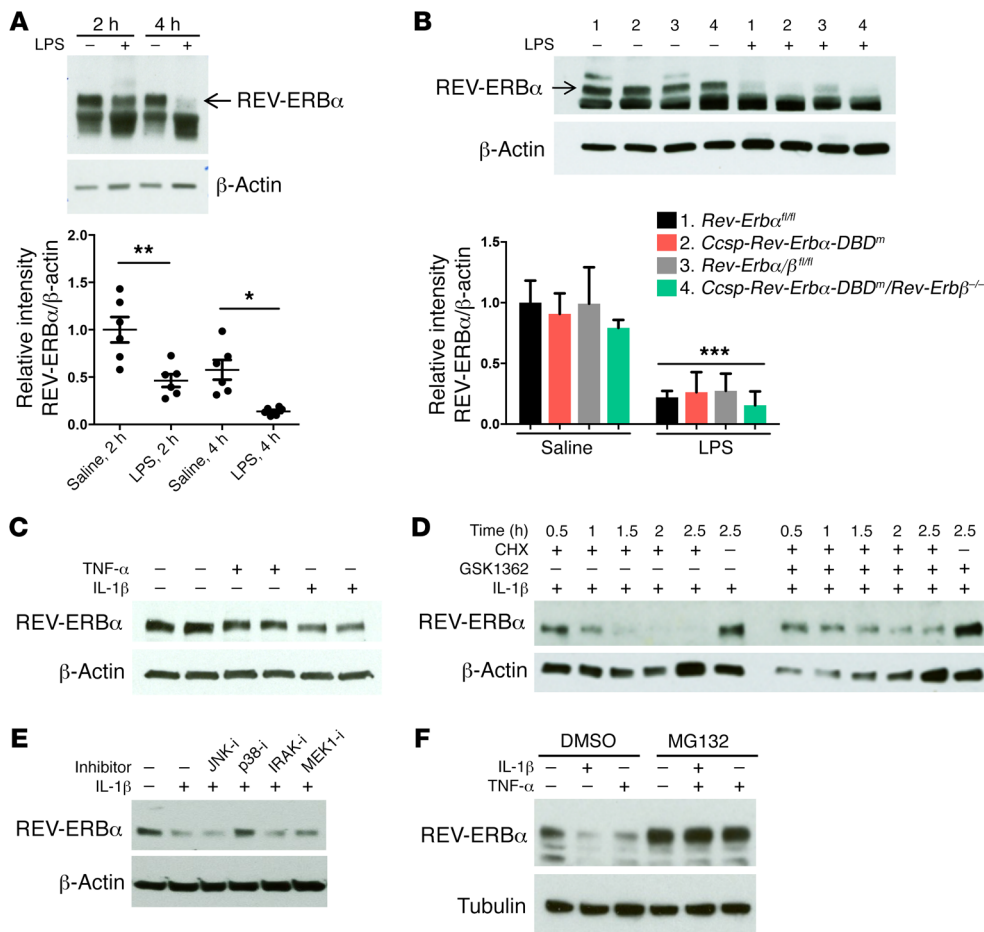 A
2 h 4 h
LPS – + – +
REV-ERBα
β-Actin
Relative intensity
REV-ERBα/β-actin
1.5
1.0
0.5
0.0
**
*
Saline, 2 h
LPS, 2 h
Saline, 4 h
LPS, 4 h
B
1 2 3 4 1 2 3 4
LPS – – – – + + + +
REV-ERBα
β-Actin
1. Rev-Erbα^fl/fl
2. Ccsp-Rev-Erbα-DBD^m
3. Rev-Erbα/β^fl/fl
4. Ccsp-Rev-Erbα-DBD^m/Rev-Erbβ^–/–
Relative intensity
REV-ERBα/β-actin
1.5
1.0
0.5
0.0
***
Saline LPS
C
TNF-α – – + + – –
IL-1β – – – – + +
REV-ERBα
β-Actin
D
Time (h) 0.5 1 1.5 2 2.5 2.5 0.5 1 1.5 2 2.5 2.5
CHX + + + + + – + + + + + –
GSK1362 – – – – – – + + + + + +
IL-1β + + + + + + + + + + + +
REV-ERBα
β-Actin
E
Inhibitor – – JNK-i p38-i IRAK-i MEK1-i
IL-1β – + + + + +
REV-ERBα
β-Actin
F
DMSO MG132
IL-1β – + – – + –
TNF-α – – + – + +
REV-ERBα
Tubulin